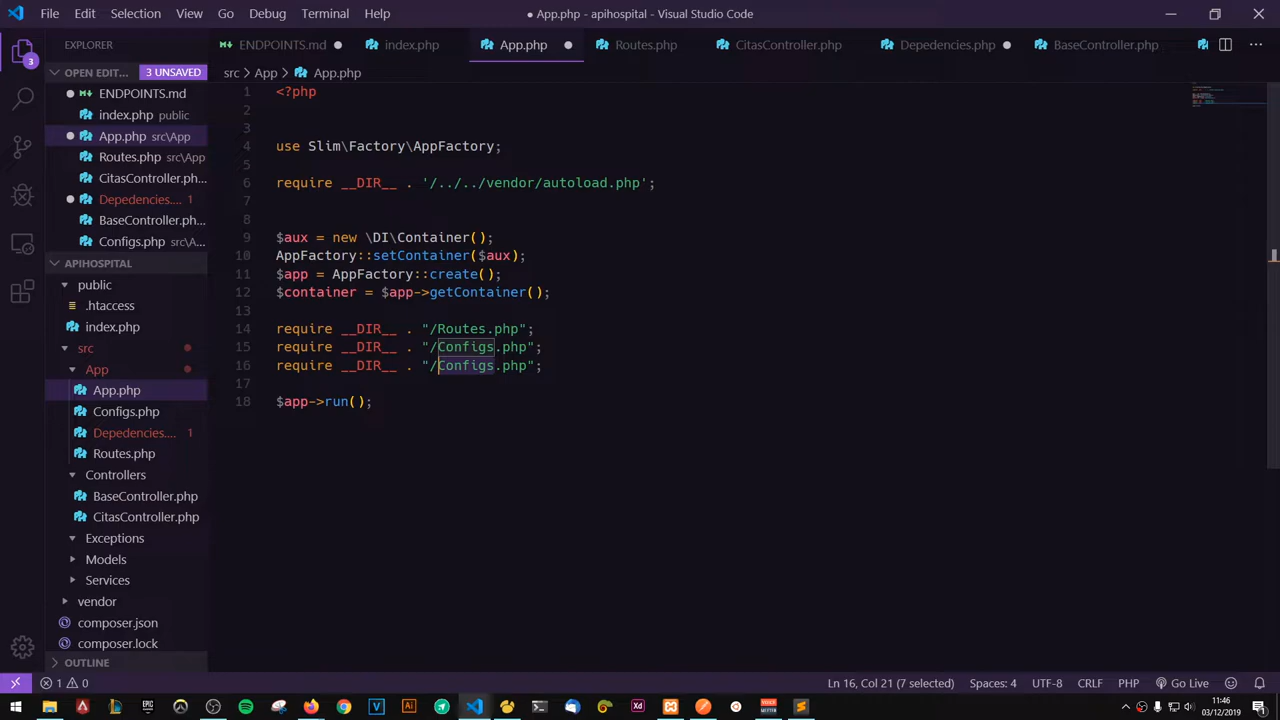 File Edit Selection View Go Debug Terminal Help
● App.php - apihospital - Visual Studio Code
EXPLORER
ENDPOINTS.md
index.php
App.php
Routes.php
CitasController.php
Depedencies.php
BaseController.php
OPEN EDIT... 3 UNSAVED
src > App > App.php
3
ENDPOINTS.md
index.php public
App.php src\App
Routes.php src\App
CitasController.ph...
Depedencies.... 1
BaseController.ph...
Configs.php src\A...
APIHOSPITAL
public
.htaccess
index.php
src
App
App.php
Configs.php
Depedencies.... 1
Routes.php
Controllers
BaseController.php
CitasController.php
Exceptions
Models
Services
vendor
composer.json
composer.lock
OUTLINE
1 <?php
2
3
4 use Slim\Factory\AppFactory;
5
6 require __DIR__ . '/../../vendor/autoload.php';
7
8
9 $aux = new \DI\Container();
10 AppFactory::setContainer($aux);
11 $app = AppFactory::create();
12 $container = $app->getContainer();
13
14 require __DIR__ . "/Routes.php";
15 require __DIR__ . "/Configs.php";
16 require __DIR__ . "/Configs.php";
17
18 $app->run();
1 0
Ln 16, Col 21 (7 selected) Spaces: 4 UTF-8 CRLF PHP Go Live
11:46
03/12/2019